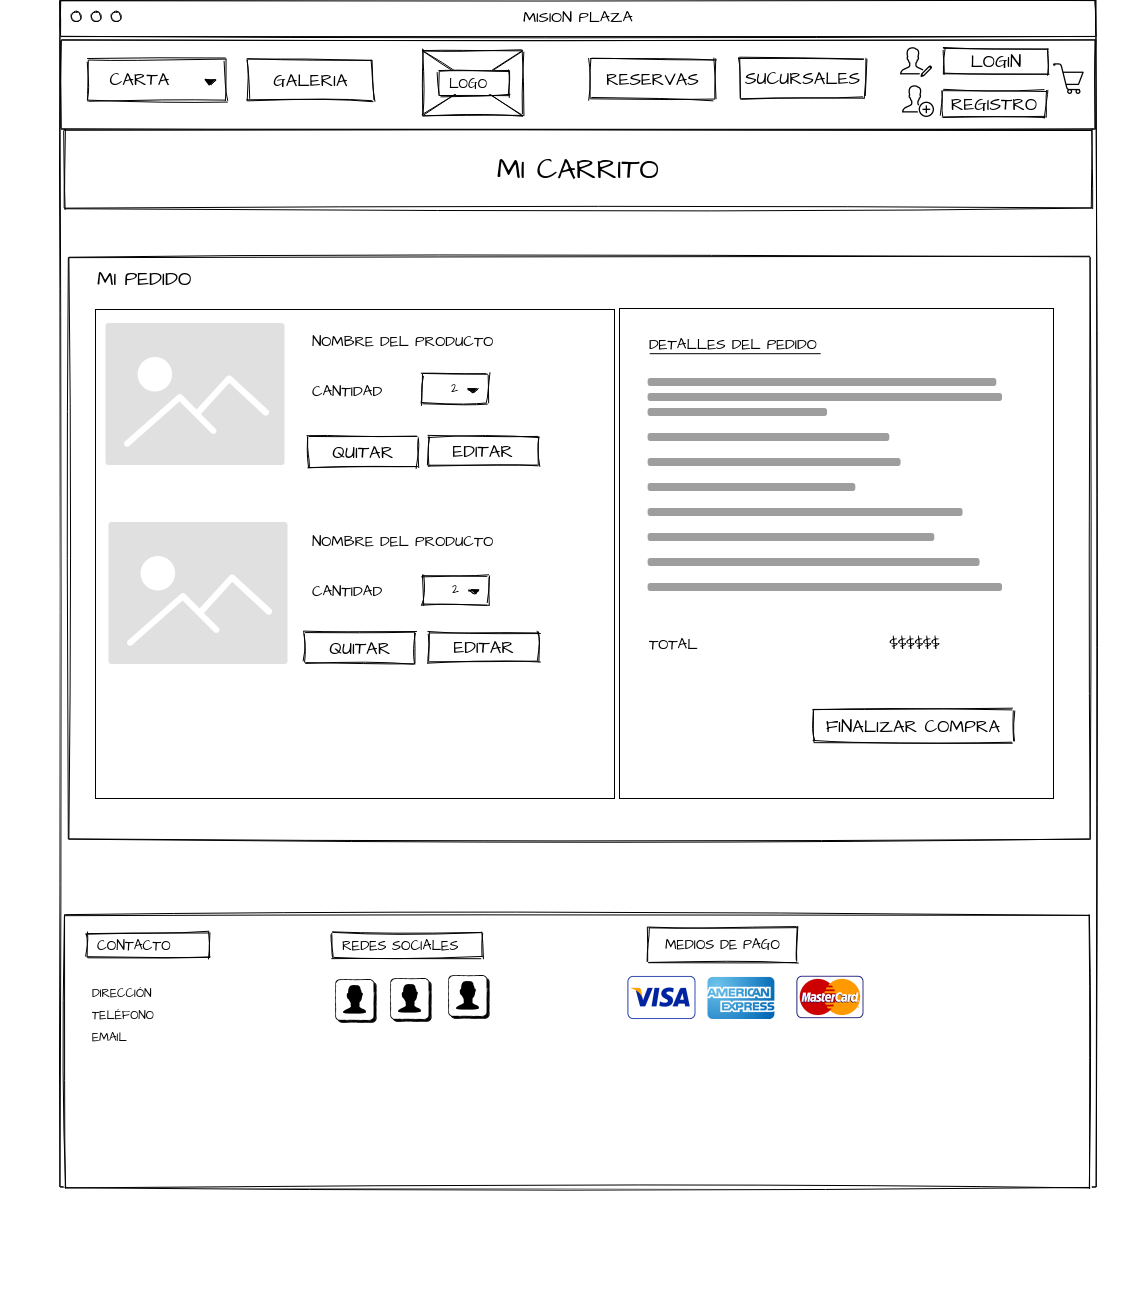 MISION PLAZA
CARTA
GALERIA
LOGO
RESERVAS
SUCURSALES
LOGIN
REGISTRO
MI CARRITO
MI PEDIDO
NOMBRE DEL PRODUCTO
CANTIDAD 2
QUITAR EDITAR
NOMBRE DEL PRODUCTO
CANTIDAD 2
QUITAR EDITAR
DETALLES DEL PEDIDO
TOTAL $$$$$$
FINALIZAR COMPRA
CONTACTO
DIRECCIÓN
TELÉFONO
EMAIL
REDES SOCIALES
MEDIOS DE PAGO
VISA
AMERICAN
EXPRESS
MasterCard